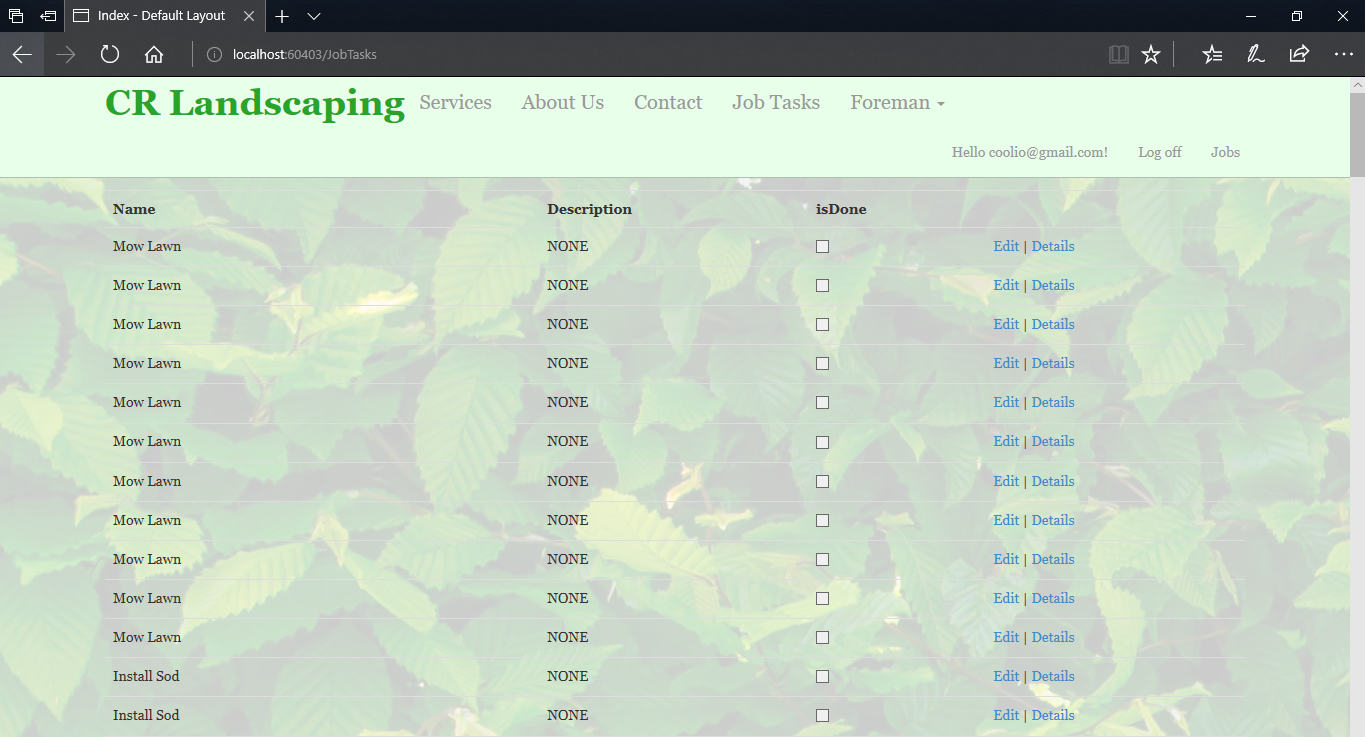 Index - Default Layout
localhost:60403/JobTasks
CR Landscaping Services About Us Contact Job Tasks Foreman
Hello coolio@gmail.com! Log off Jobs
Name Description isDone
Mow Lawn NONE Edit | Details
Mow Lawn NONE Edit | Details
Mow Lawn NONE Edit | Details
Mow Lawn NONE Edit | Details
Mow Lawn NONE Edit | Details
Mow Lawn NONE Edit | Details
Mow Lawn NONE Edit | Details
Mow Lawn NONE Edit | Details
Mow Lawn NONE Edit | Details
Mow Lawn NONE Edit | Details
Mow Lawn NONE Edit | Details
Install Sod NONE Edit | Details
Install Sod NONE Edit | Details